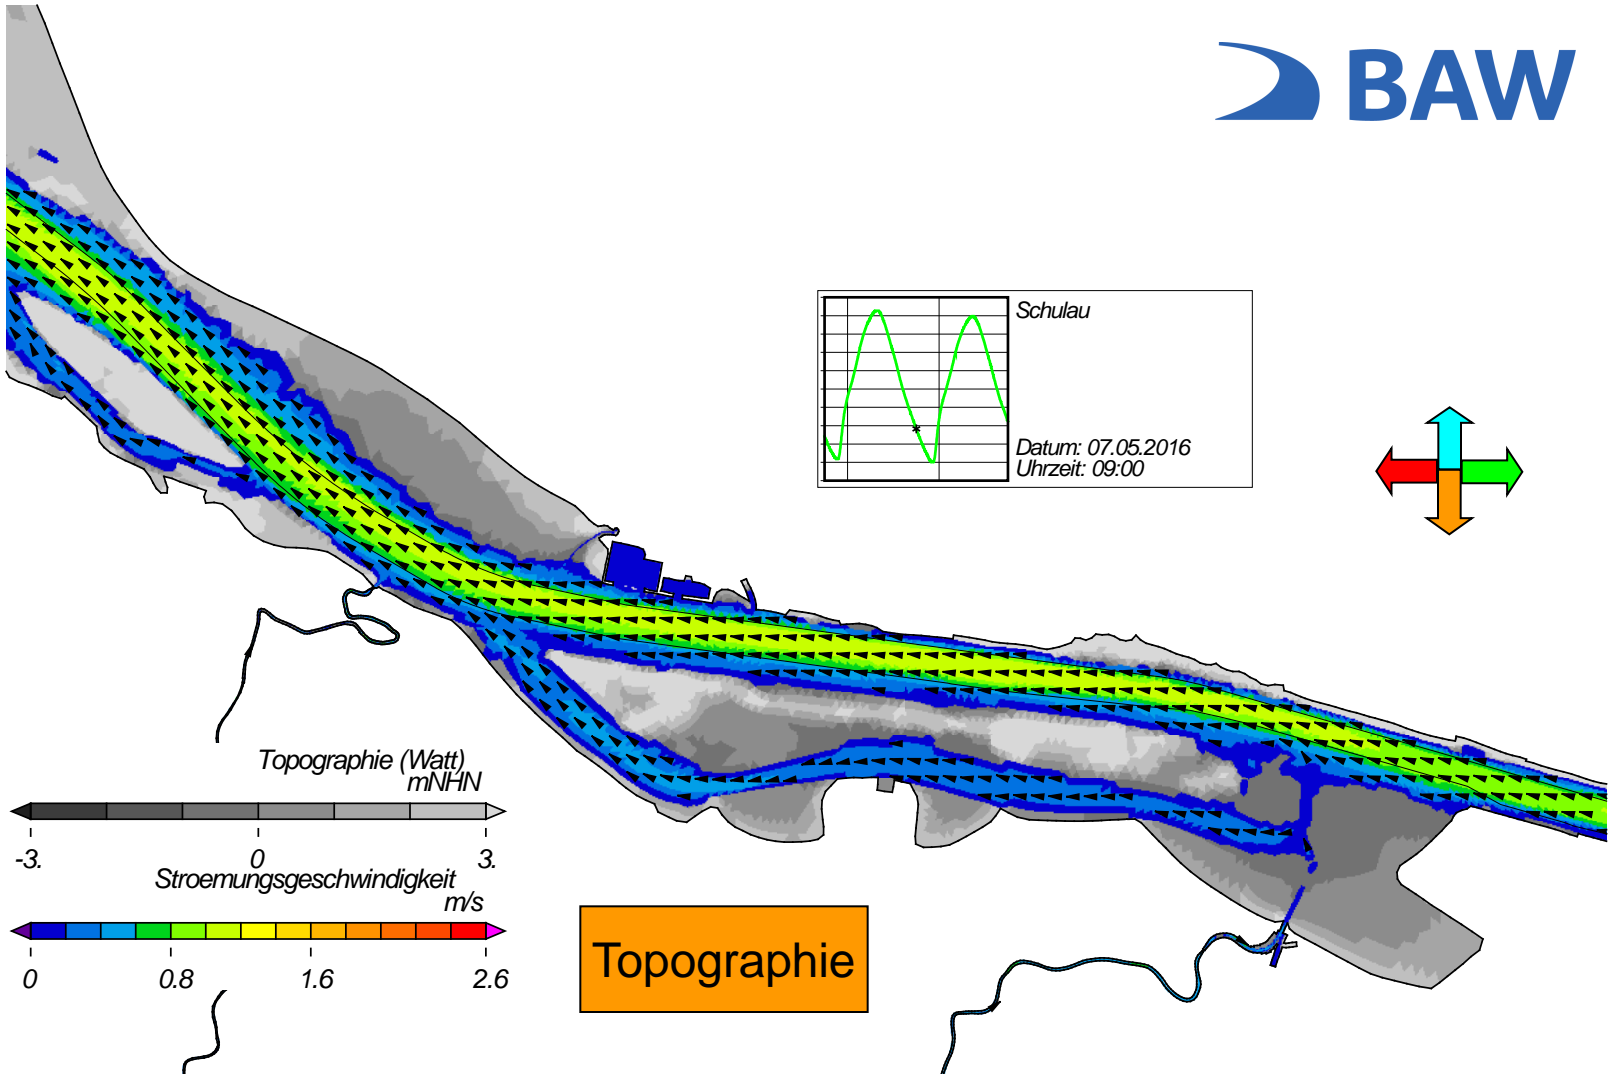 BAW
Schulau
Datum: 07.05.2016
Uhrzeit: 09:00
Topographie (Watt)
mNHN
-3. 0 3.
Stroemungsgeschwindigkeit
m/s
0 0.8 1.6 2.6
Topographie